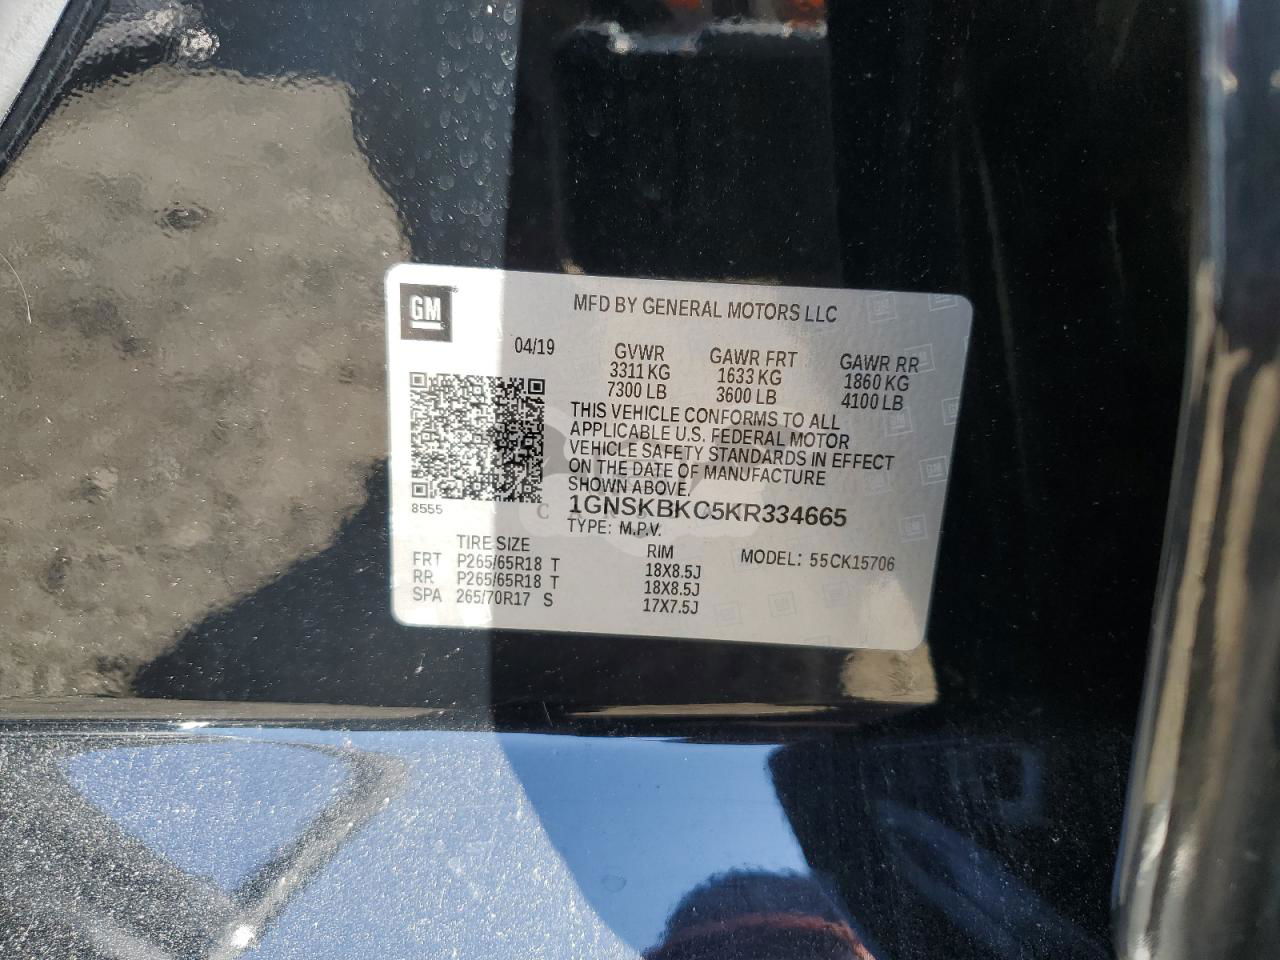 GM
MFD BY GENERAL MOTORS LLC
04/19
GVWR GAWR FRT GAWR RR
3311 KG 1633 KG 1860 KG
7300 LB 3600 LB 4100 LB
THIS VEHICLE CONFORMS TO ALL
APPLICABLE U.S. FEDERAL MOTOR
VEHICLE SAFETY STANDARDS IN EFFECT
ON THE DATE OF MANUFACTURE
SHOWN ABOVE.
8555
1GNSKBKC5KR334665
TYPE: M.P.V.
TIRE SIZE RIM MODEL: 55CK15706
FRT P265/65R18 T 18X8.5J
RR P265/65R18 T 18X8.5J
SPA 265/70R17 S 17X7.5J